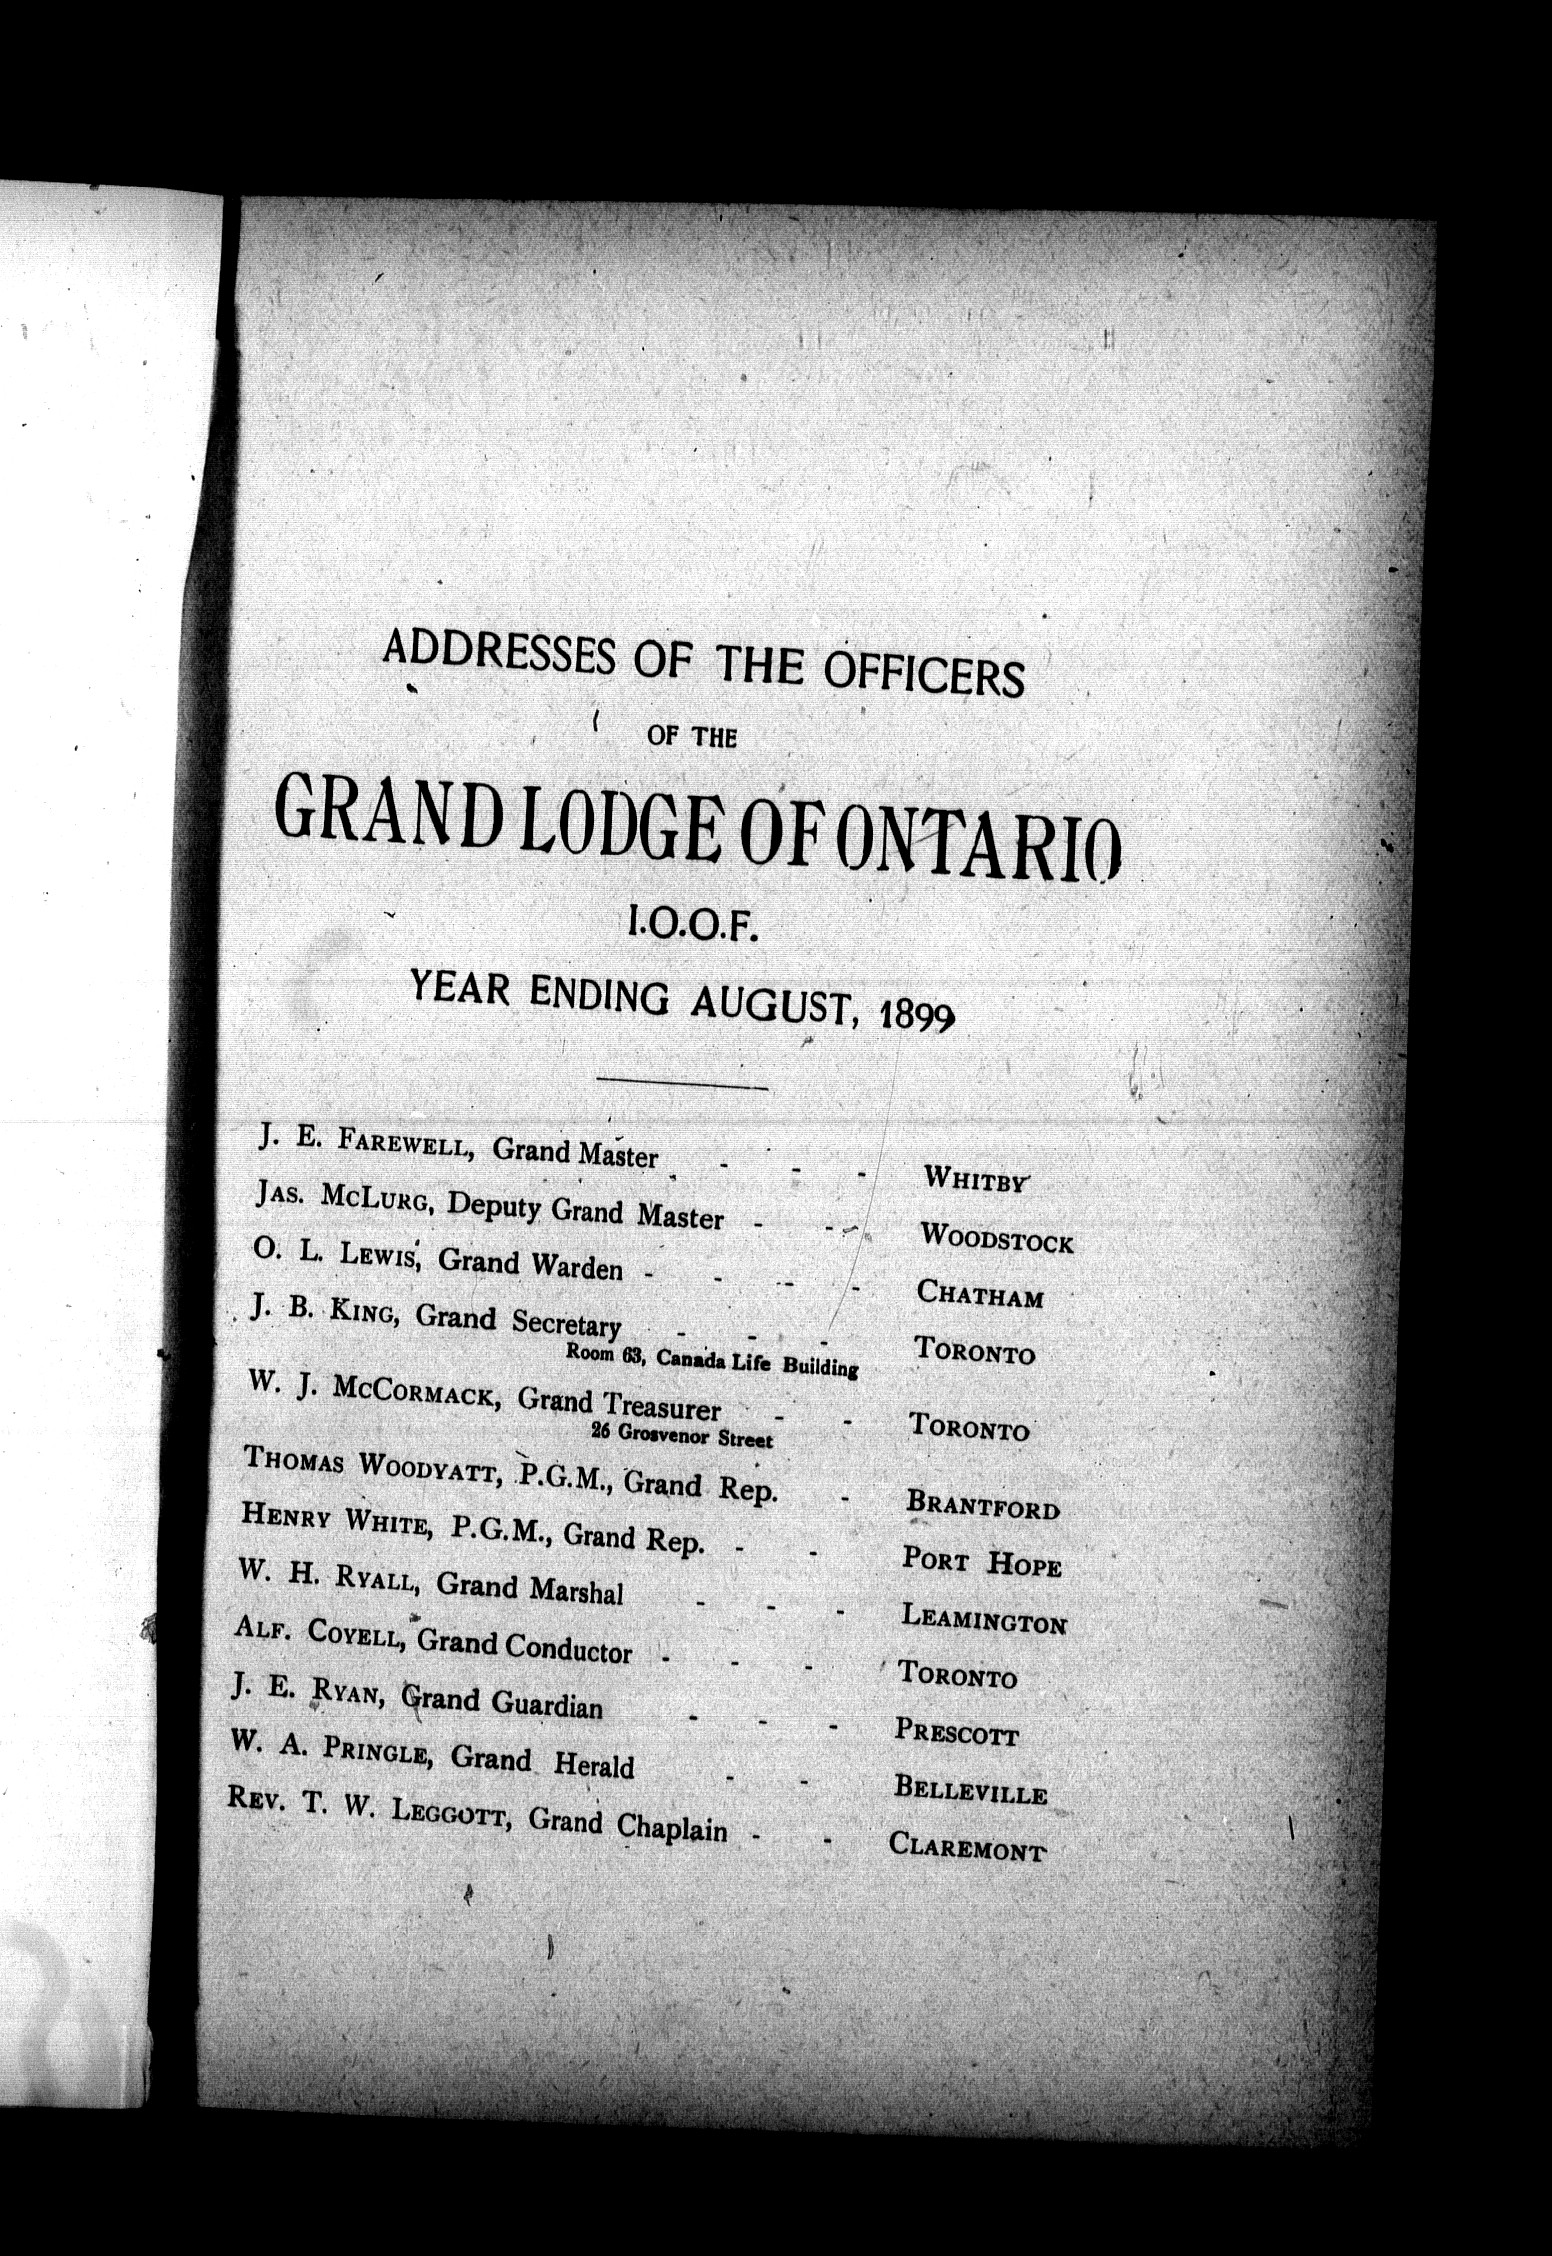 ADDRESSES OF THE OFFICERS
OF THE
GRAND LODGE OF ONTARIO
I.O.O.F.
YEAR ENDING AUGUST, 1899
J. E. FAREWELL, Grand Master - - - WHITBY
JAS. MCLURG, Deputy Grand Master - - WOODSTOCK
O. L. LEWIS, Grand Warden - - - - CHATHAM
J. B. KING, Grand Secretary - - - TORONTO
Room 63, Canada Life Building
W. J. MCCORMACK, Grand Treasurer - - TORONTO
26 Grosvenor Street
THOMAS WOODYATT, P.G.M., Grand Rep. - BRANTFORD
HENRY WHITE, P.G.M., Grand Rep. - - PORT HOPE
W. H. RYALL, Grand Marshal - - - LEAMINGTON
ALF. COYELL, Grand Conductor - - - TORONTO
J. E. RYAN, Grand Guardian - - - PRESCOTT
W. A. PRINGLE, Grand Herald - - BELLEVILLE
REV. T. W. LEGGOTT, Grand Chaplain - - CLAREMONT